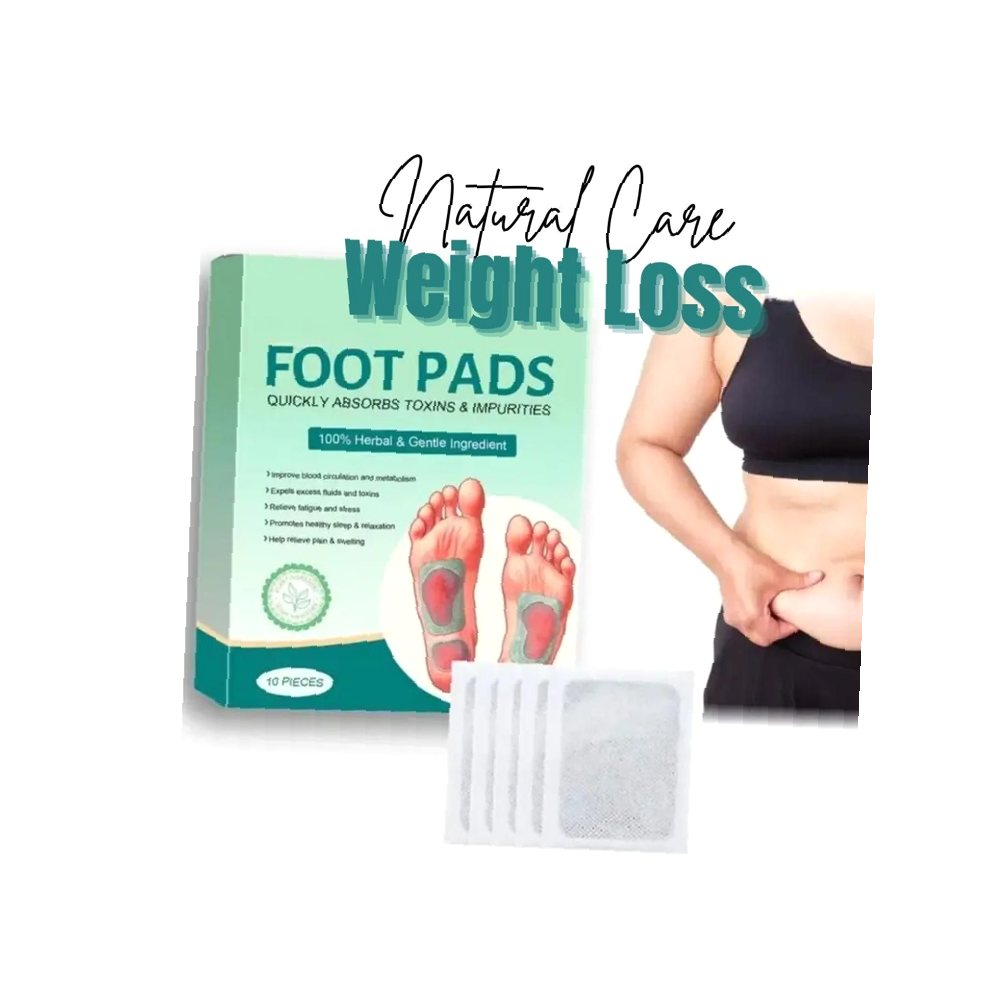 Natural Care
Weight Loss
FOOT PADS
QUICKLY ABSORBS TOXINS & IMPURITIES
100% Herbal & Gentle Ingredient
Improve blood circulation and metabolism
Expels excess fluids and toxins
Relieve fatigue and stress
Promotes healthy sleep & relaxation
Help relieve pain & swelling
10 PIECES